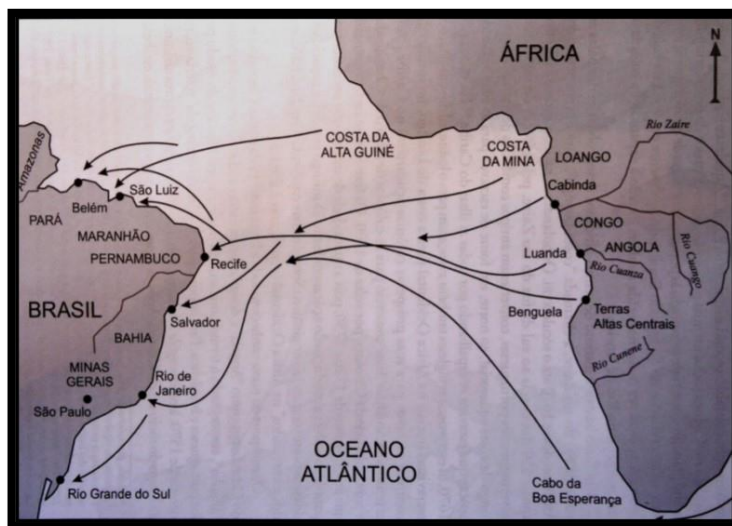 ÁFRICA
N
COSTA DA
ALTA GUINÉ
COSTA
DA MINA
LOANGO
Rio Zaire
Cabinda
CONGO
ANGOLA
Luanda
Rio Cuanza
Rio Cuango
Benguela
Terras
Altas Centrais
Rio Cunene
Amazonas
PARÁ
Belém
São Luiz
MARANHÃO
PERNAMBUCO
Recife
BRASIL
Salvador
BAHIA
MINAS
GERAIS
Rio de
Janeiro
São Paulo
Rio Grande do Sul
OCEANO
ATLÂNTICO
Cabo da
Boa Esperança